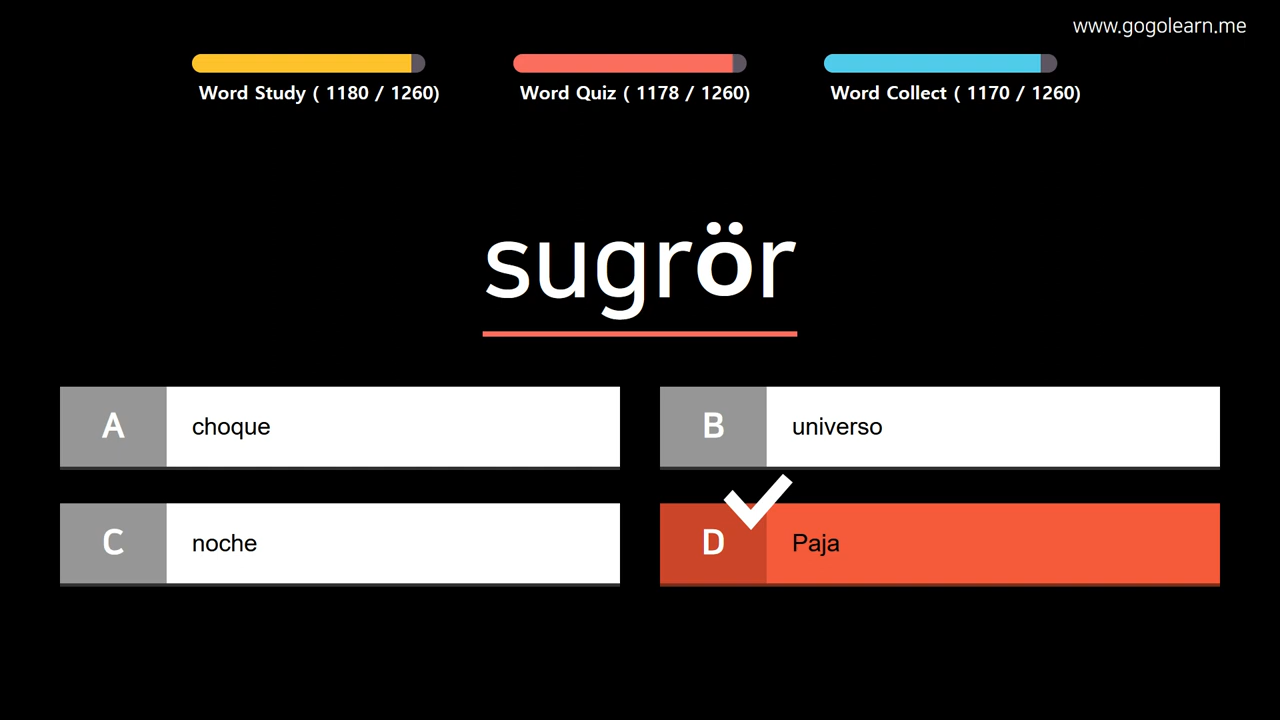 www.gogolearn.me
Word Study ( 1180 / 1260)
Word Quiz ( 1178 / 1260)
Word Collect ( 1170 / 1260)
sugrör
A choque
B universo
C noche
D Paja